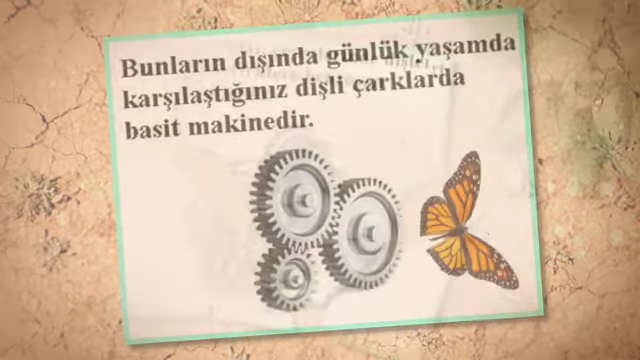 Bunların dışında günlük yaşamda
karşılaştığınız dişli çarklarda
basit makinedir.